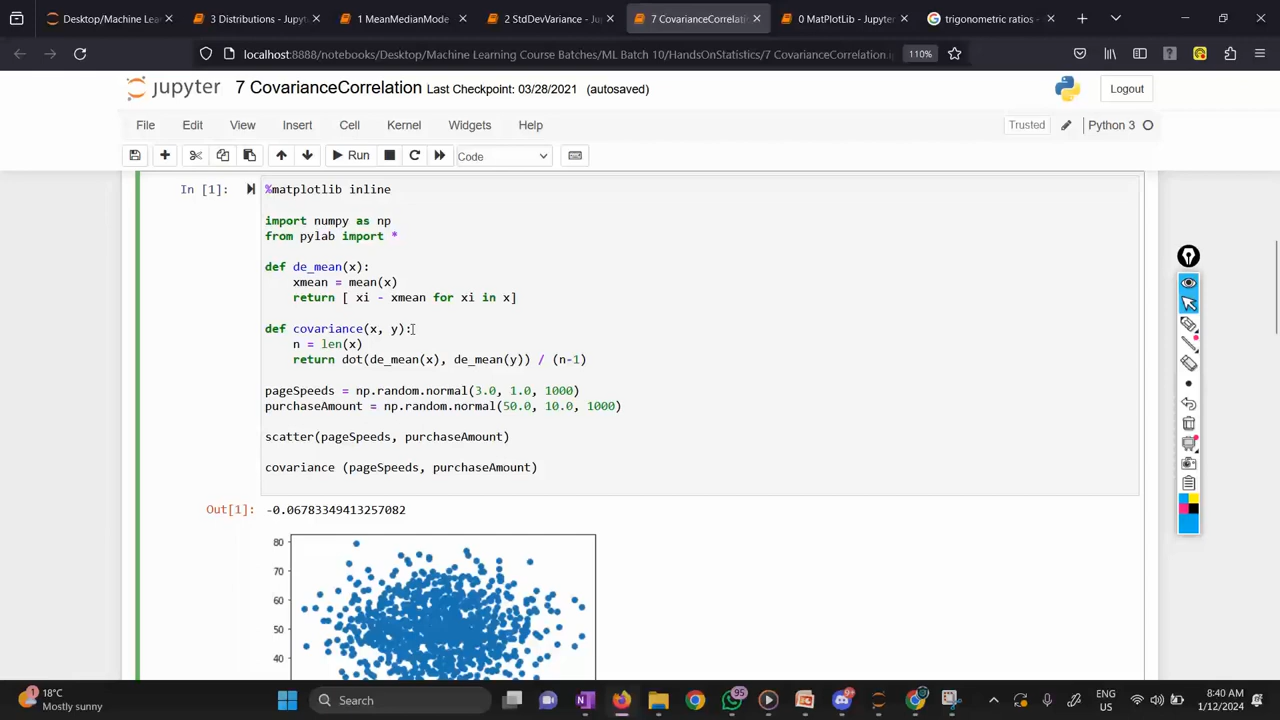 Desktop/Machine Lea
3 Distributions - Jupyt
1 MeanMedianMode
2 StdDevVariance - Ju
7 CovarianceCorrelati
0 MatPlotLib - Jupyter
trigonometric ratios -
localhost:8888/notebooks/Desktop/Machine Learning Course Batches/ML Batch 10/HandsOnStatistics/7 CovarianceCorrelation.i
110%
jupyter 7 CovarianceCorrelation Last Checkpoint: 03/28/2021 (autosaved)
Logout
File Edit View Insert Cell Kernel Widgets Help
Trusted
Python 3
Run
Code
In [1]:
%matplotlib inline
import numpy as np
from pylab import *
def de_mean(x):
xmean = mean(x)
return [ xi - xmean for xi in x]
def covariance(x, y):
n = len(x)
return dot(de_mean(x), de_mean(y)) / (n-1)
pageSpeeds = np.random.normal(3.0, 1.0, 1000)
purchaseAmount = np.random.normal(50.0, 10.0, 1000)
scatter(pageSpeeds, purchaseAmount)
covariance (pageSpeeds, purchaseAmount)
Out[1]: -0.06783349413257082
80
70
60
50
40
1
18°C
Mostly sunny
Search
95
9+
ENG
US
8:40 AM
1/12/2024